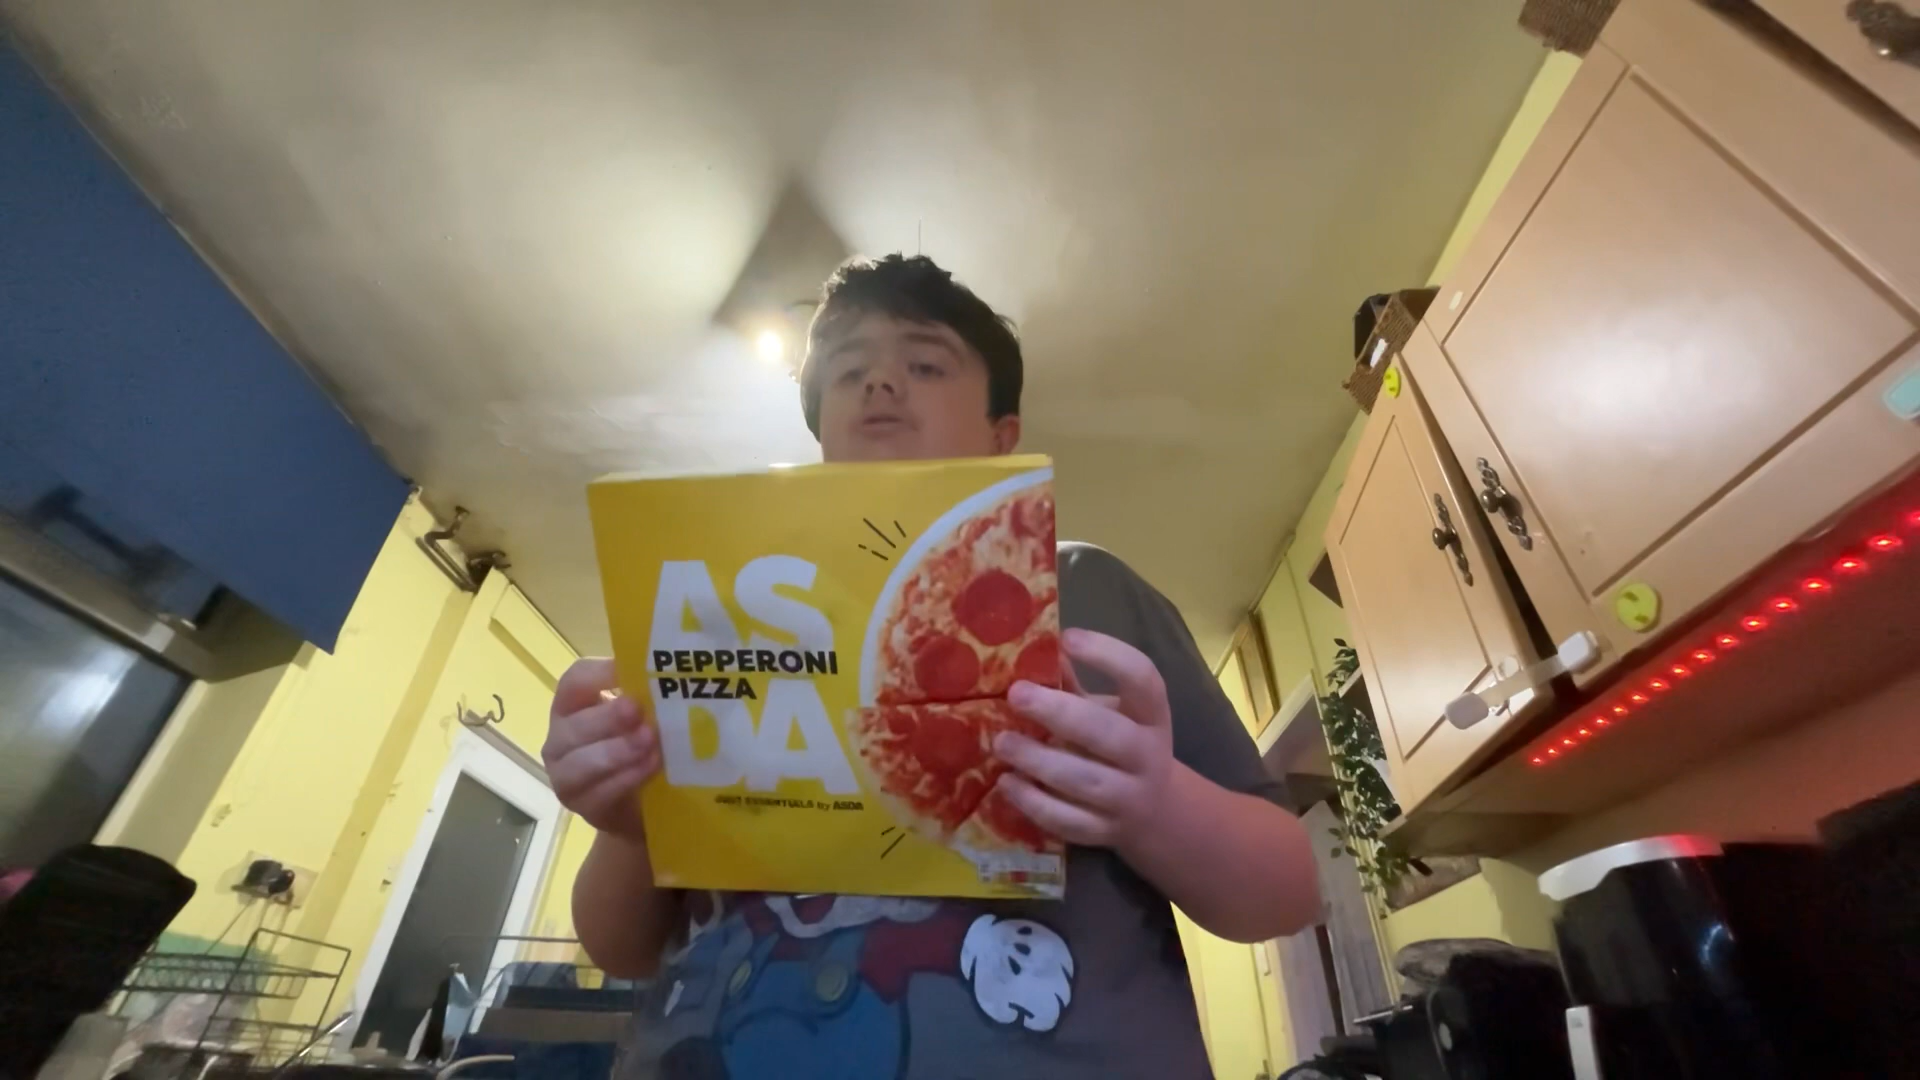 AS
PEPPERONI
PIZZA
DA
JUST ESSENTIALS by ASDA